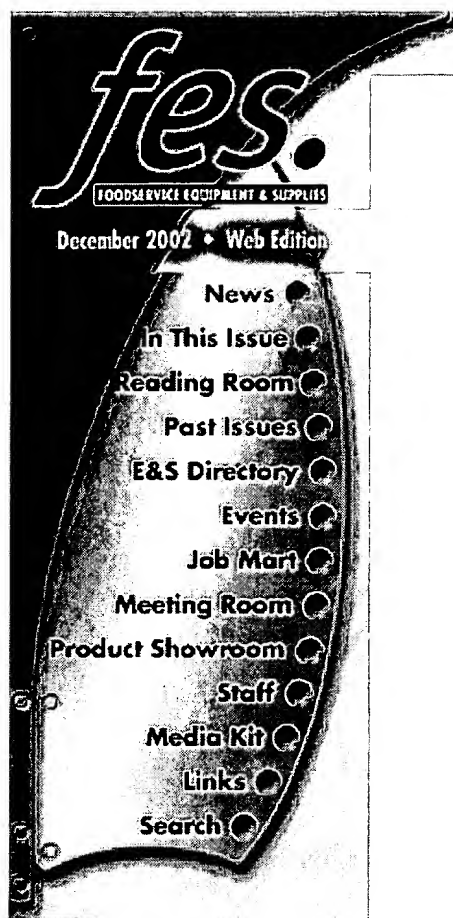 fes
FOODSERVICE EQUIPMENT & SUPPLIES
December 2002 • Web Edition
News
In This Issue
Reading Room
Past Issues
E&S Directory
Events
Job Mart
Meeting Room
Product Showroom
Staff
Media Kit
Links
Search